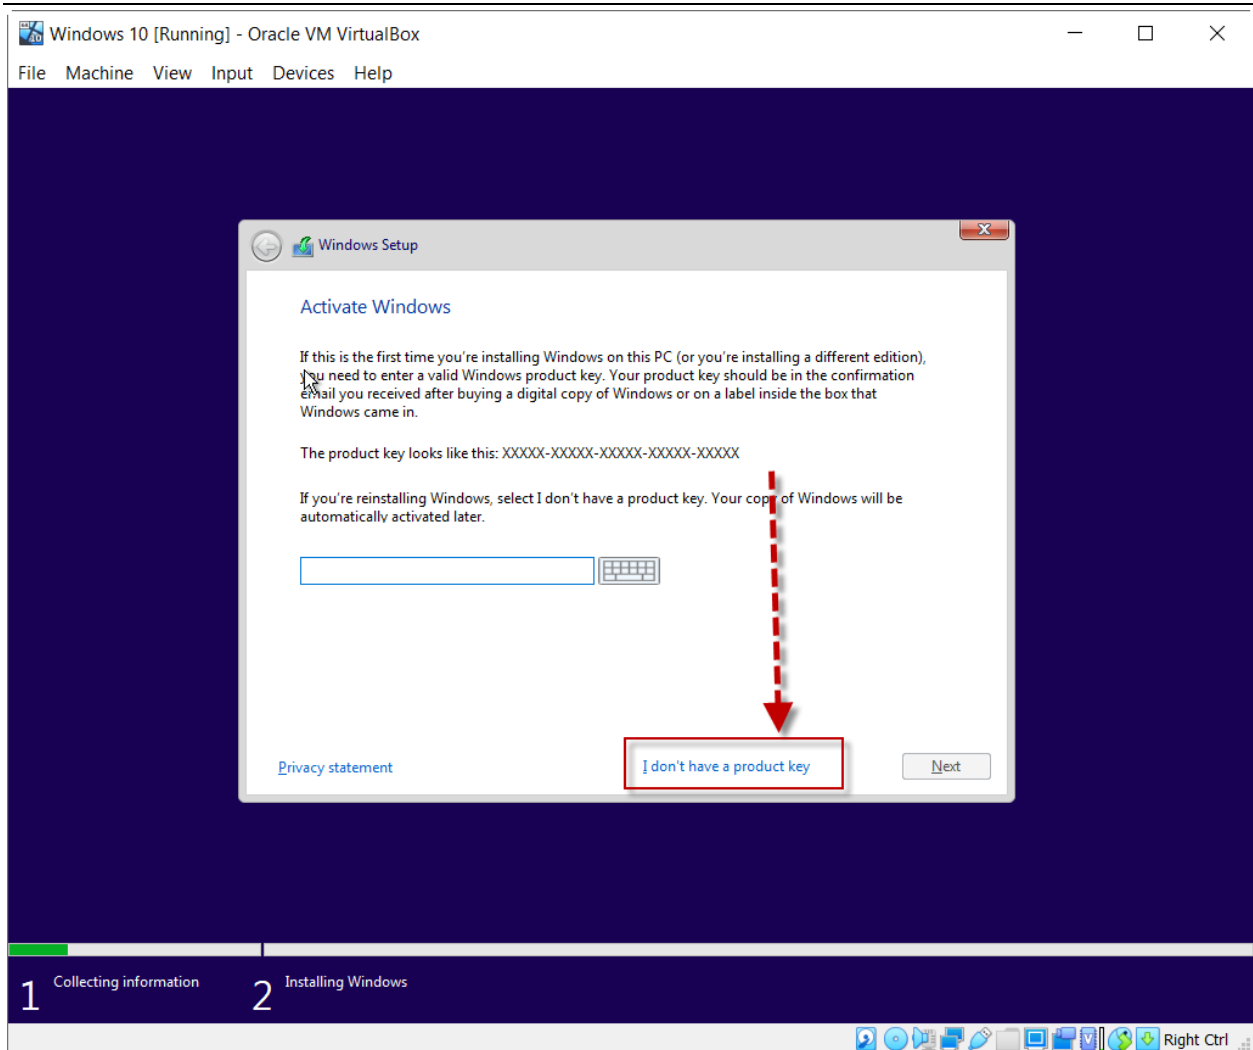 Windows 10 [Running] - Oracle VM VirtualBox
File Machine View Input Devices Help
Windows Setup
Activate Windows
If this is the first time you're installing Windows on this PC (or you're installing a different edition),
you need to enter a valid Windows product key. Your product key should be in the confirmation
email you received after buying a digital copy of Windows or on a label inside the box that
Windows came in.
The product key looks like this: XXXXX-XXXXX-XXXXX-XXXXX-XXXXX
If you're reinstalling Windows, select I don't have a product key. Your copy of Windows will be
automatically activated later.
Privacy statement
I don't have a product key
Next
1 Collecting information
2 Installing Windows
Right Ctrl